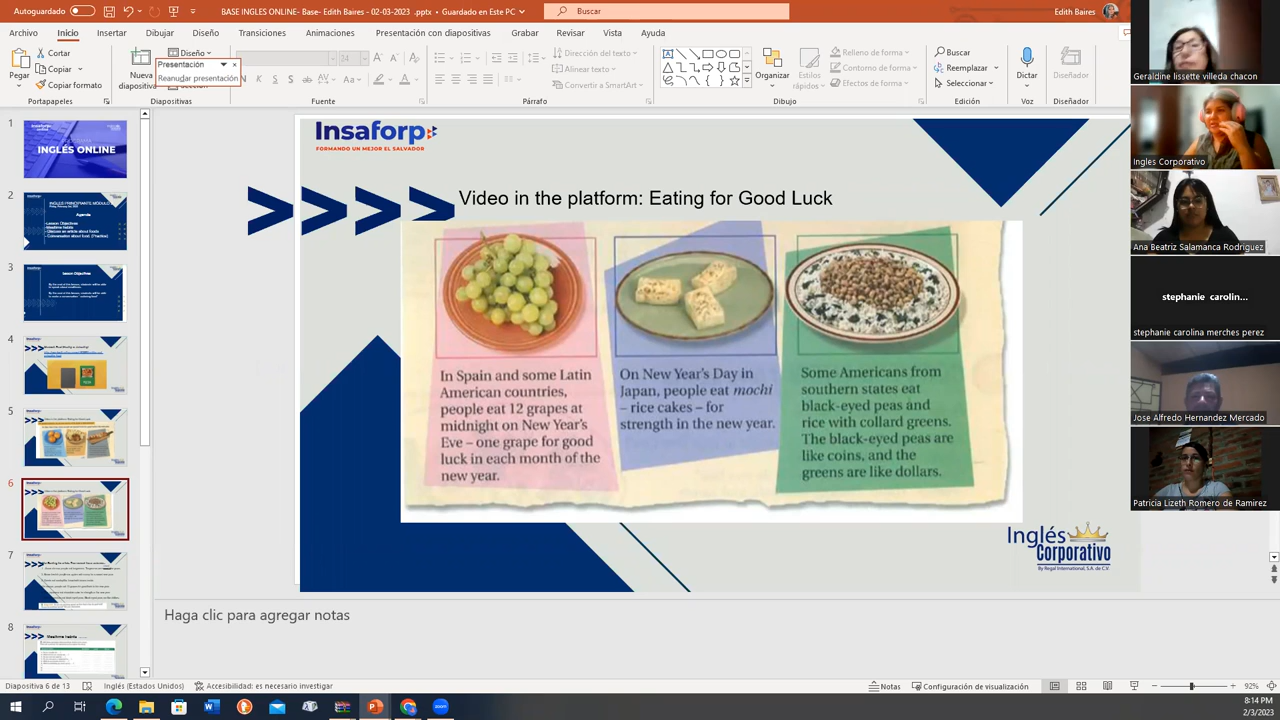 Autoguardado
BASE INGLES ONLINE- Base- Edith Baires - 02-03-2023 .pptx • Guardado en Este PC
Buscar
Edith Baires
Archivo
Inicio
Insertar
Dibujar
Diseño
Transiciones
Animaciones
Presentación con diapositivas
Grabar
Revisar
Vista
Ayuda
Pegar
Cortar
Copiar
Copiar formato
Portapapeles
Nueva
diapositiva
Diseño
Presentación
Reanudar presentación
Diapositivas
24
Fuente
Dirección del texto
Alinear texto
Convertir a SmartArt
Párrafo
Organizar
Estilos
rápidos
Relleno de forma
Contorno de forma
Efectos de forma
Dibujo
Buscar
Reemplazar
Seleccionar
Edición
Dictar
Voz
Diseñador
Diseñador
1
INGLÉS ONLINE
2
Agenda
3
Lesson Objectives
4
5
6
7
8
Insaforp
FORMANDO UN MEJOR EL SALVADOR
Video in the platform: Eating for Good Luck
In Spain and some Latin
American countries,
people eat 12 grapes at
midnight on New Year's
Eve – one grape for good
luck in each month of the
new year.
On New Year's Day in
Japan, people eat mochi
– rice cakes – for
strength in the new year.
Some Americans from
southern states eat
black-eyed peas and
rice with collard greens.
The black-eyed peas are
like coins, and the
greens are like dollars.
Inglés
Corporativo
By Regal International, S.A. de C.V.
Haga clic para agregar notas
Geraldine lissette villeda chacon
Ingles Corporativo
Ana Beatriz Salamanca Rodriguez
stephanie carolin...
stephanie carolina merches perez
Jose Alfredo Hernandez Mercado
Patricia Lizeth Romero de Ramirez
Diapositiva 6 de 13
Inglés (Estados Unidos)
Accesibilidad: es necesario investigar
Notas
Configuración de visualización
92%
8:14 PM
2/3/2023